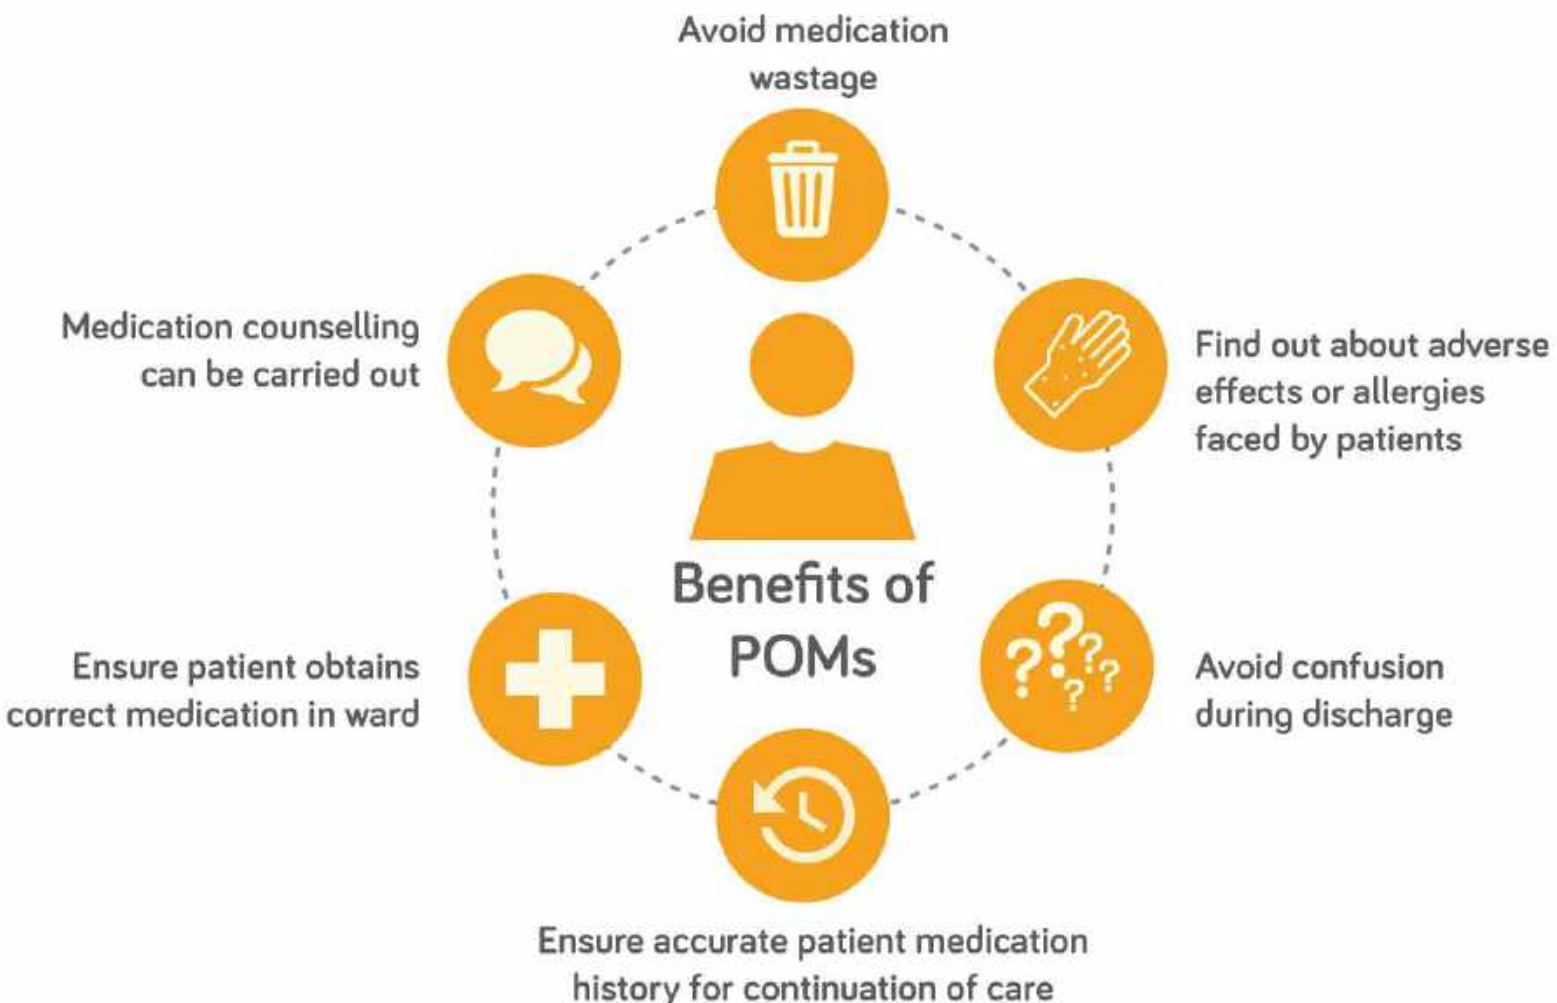 Avoid medication
wastage
Medication counselling
can be carried out
Find out about adverse
effects or allergies
faced by patients
Benefits of
POMs
Ensure patient obtains
correct medication in ward
Avoid confusion
during discharge
Ensure accurate patient medication
history for continuation of care